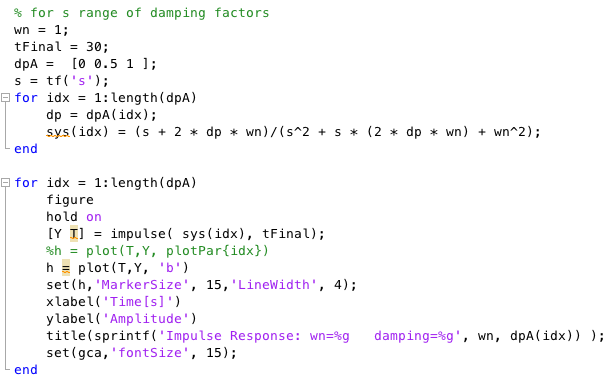 % for s range of damping factors
wn = 1;
tFinal = 30;
dpA =  [0 0.5 1 ];
s = tf('s');
for idx = 1:length(dpA)
    dp = dpA(idx);
    sys(idx) = (s + 2 * dp * wn)/(s^2 + s * (2 * dp * wn) + wn^2);
end
for idx = 1:length(dpA)
    figure
    hold on
    [Y T] = impulse( sys(idx), tFinal);
    %h = plot(T,Y, plotPar{idx})
    h = plot(T,Y, 'b')
    set(h,'MarkerSize', 15,'LineWidth', 4);
    xlabel('Time[s]')
    ylabel('Amplitude')
    title(sprintf('Impulse Response: wn=%g   damping=%g', wn, dpA(idx)) );
    set(gca,'fontSize', 15);
end